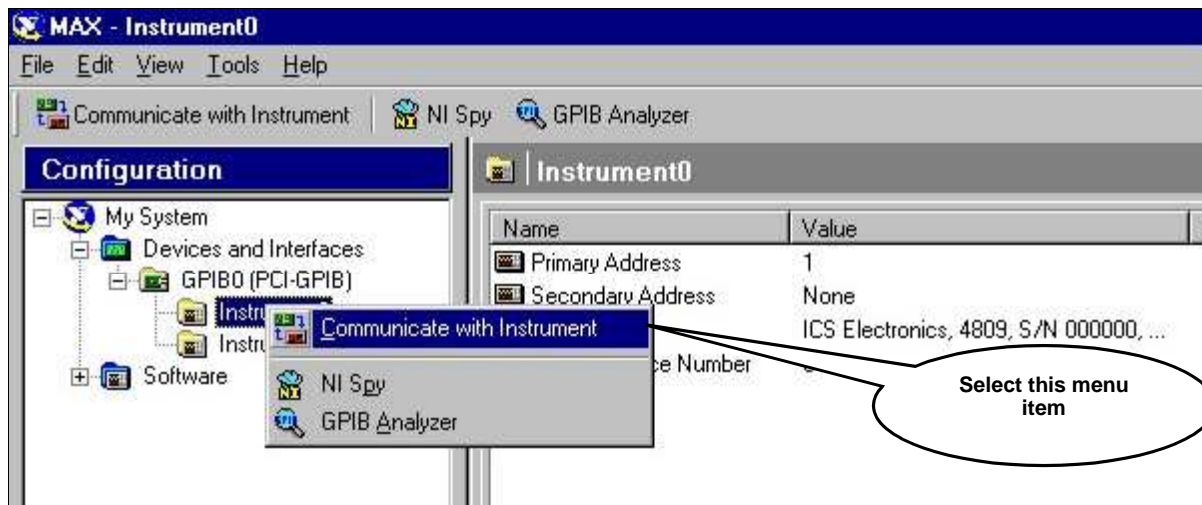 MAX - Instrument0
File Edit View Tools Help
Communicate with Instrument NI Spy GPIB Analyzer
Configuration
Instrument0
My System
Devices and Interfaces
GPIB0 (PCI-GPIB)
Software
Name Value
Primary Address 1
Secondary Address None
ICS Electronics, 4809, S/N 000000, ...
Number
Communicate with Instrument
NI Spy
GPIB Analyzer
Select this menu
item